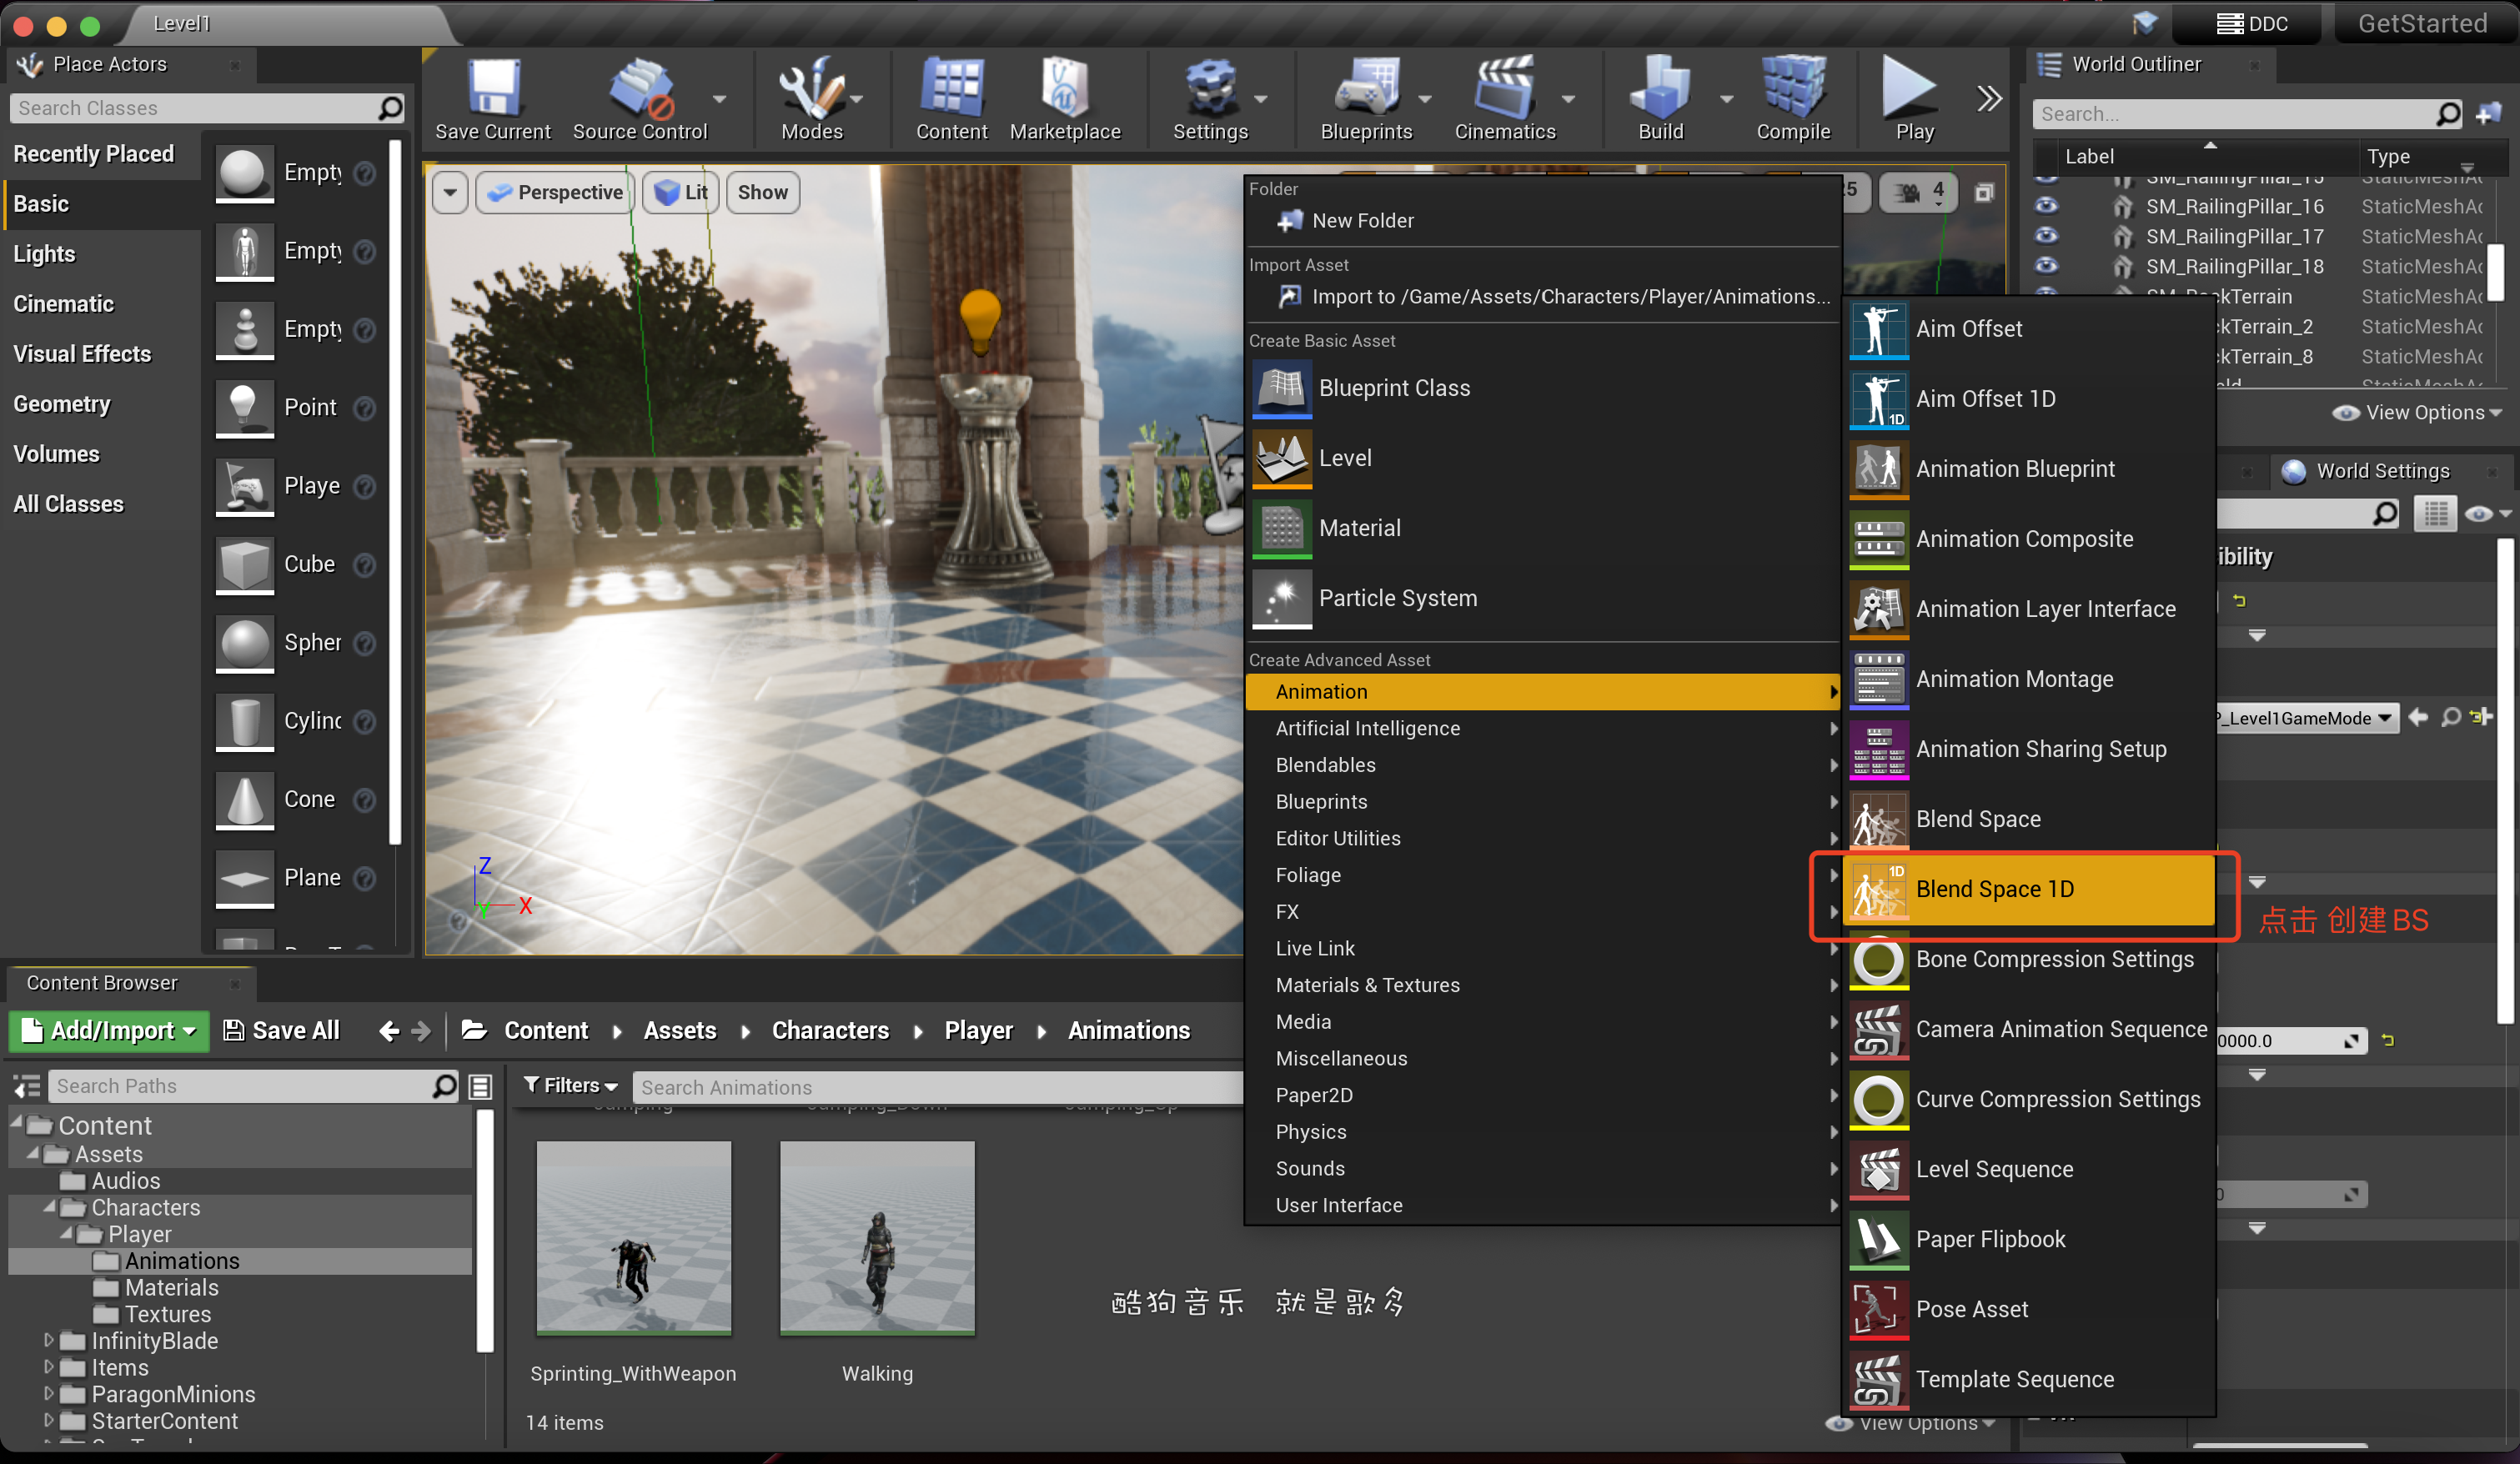 Level1
DDC
GetStarted
Place Actors
Search Classes
Recently Placed
Basic
Lights
Cinematic
Visual Effects
Geometry
Volumes
All Classes
Empty
Empty
Empty
Point
Playe
Cube
Spher
Cylinc
Cone
Plane
Save Current
Source Control
Modes
Content
Marketplace
Settings
Blueprints
Cinematics
Build
Compile
Play
Perspective
Lit
Show
4
Z
Y
X
World Outliner
Search...
Label
Type
SM_RailingPillar_15 StaticMeshAc
SM_RailingPillar_16 StaticMeshAc
SM_RailingPillar_17 StaticMeshAc
SM_RailingPillar_18 StaticMeshAc
StaticMeshAc
ckTerrain_2 StaticMeshAc
ckTerrain_8 StaticMeshAc
View Options
World Settings
ibility
P_Level1GameMode
0000.0
Folder
New Folder
Import Asset
Import to /Game/Assets/Characters/Player/Animations...
Create Basic Asset
Blueprint Class
Level
Material
Particle System
Create Advanced Asset
Animation
Artificial Intelligence
Blendables
Blueprints
Editor Utilities
Foliage
FX
Live Link
Materials & Textures
Media
Miscellaneous
Paper2D
Physics
Sounds
User Interface
Aim Offset
Aim Offset 1D
Animation Blueprint
Animation Composite
Animation Layer Interface
Animation Montage
Animation Sharing Setup
Blend Space
Blend Space 1D
点击 创建BS
Bone Compression Settings
Camera Animation Sequence
Curve Compression Settings
Level Sequence
Paper Flipbook
Pose Asset
Template Sequence
Content Browser
Add/Import
Save All
Content
Assets
Characters
Player
Animations
Search Paths
Content
Assets
Audios
Characters
Player
Animations
Materials
Textures
InfinityBlade
Items
ParagonMinions
StarterContent
Filters
Search Animations
Jumping
Jumping_Down
Jumping_Up
Sprinting_WithWeapon
Walking
14 items
View Options
酷狗音乐 就是歌多